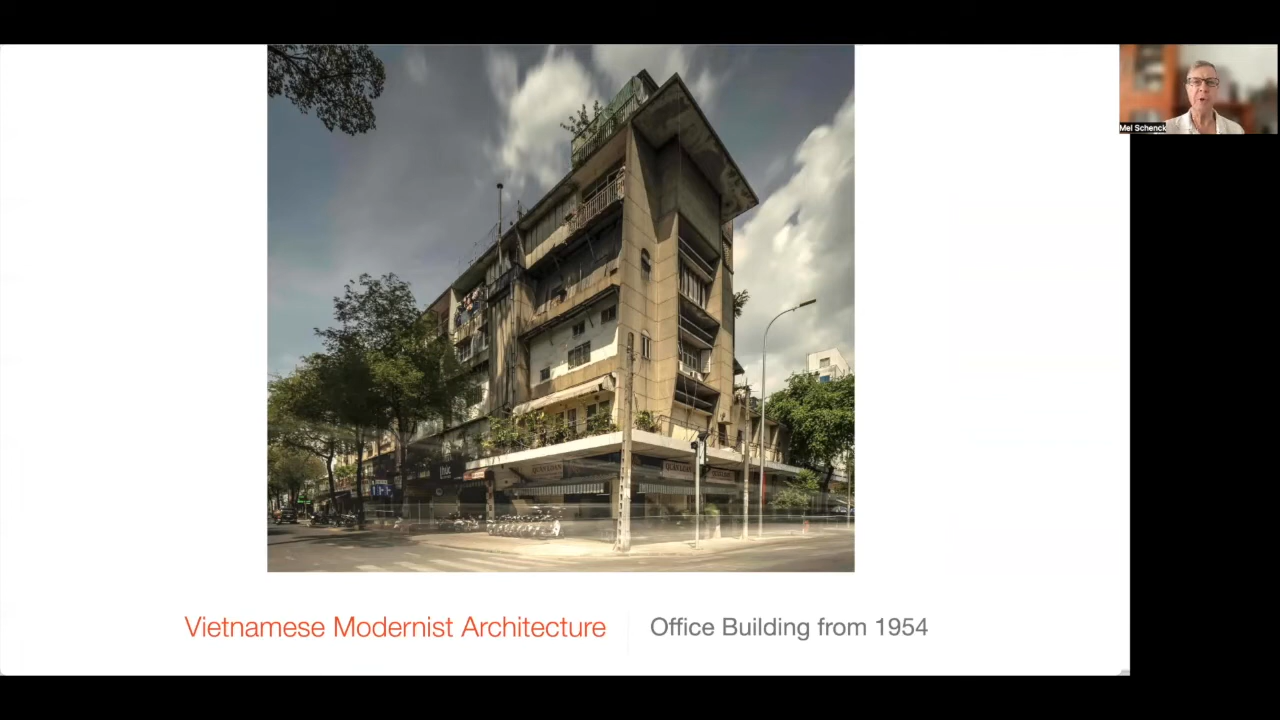 Mel Schenck
Vietnamese Modernist Architecture
Office Building from 1954